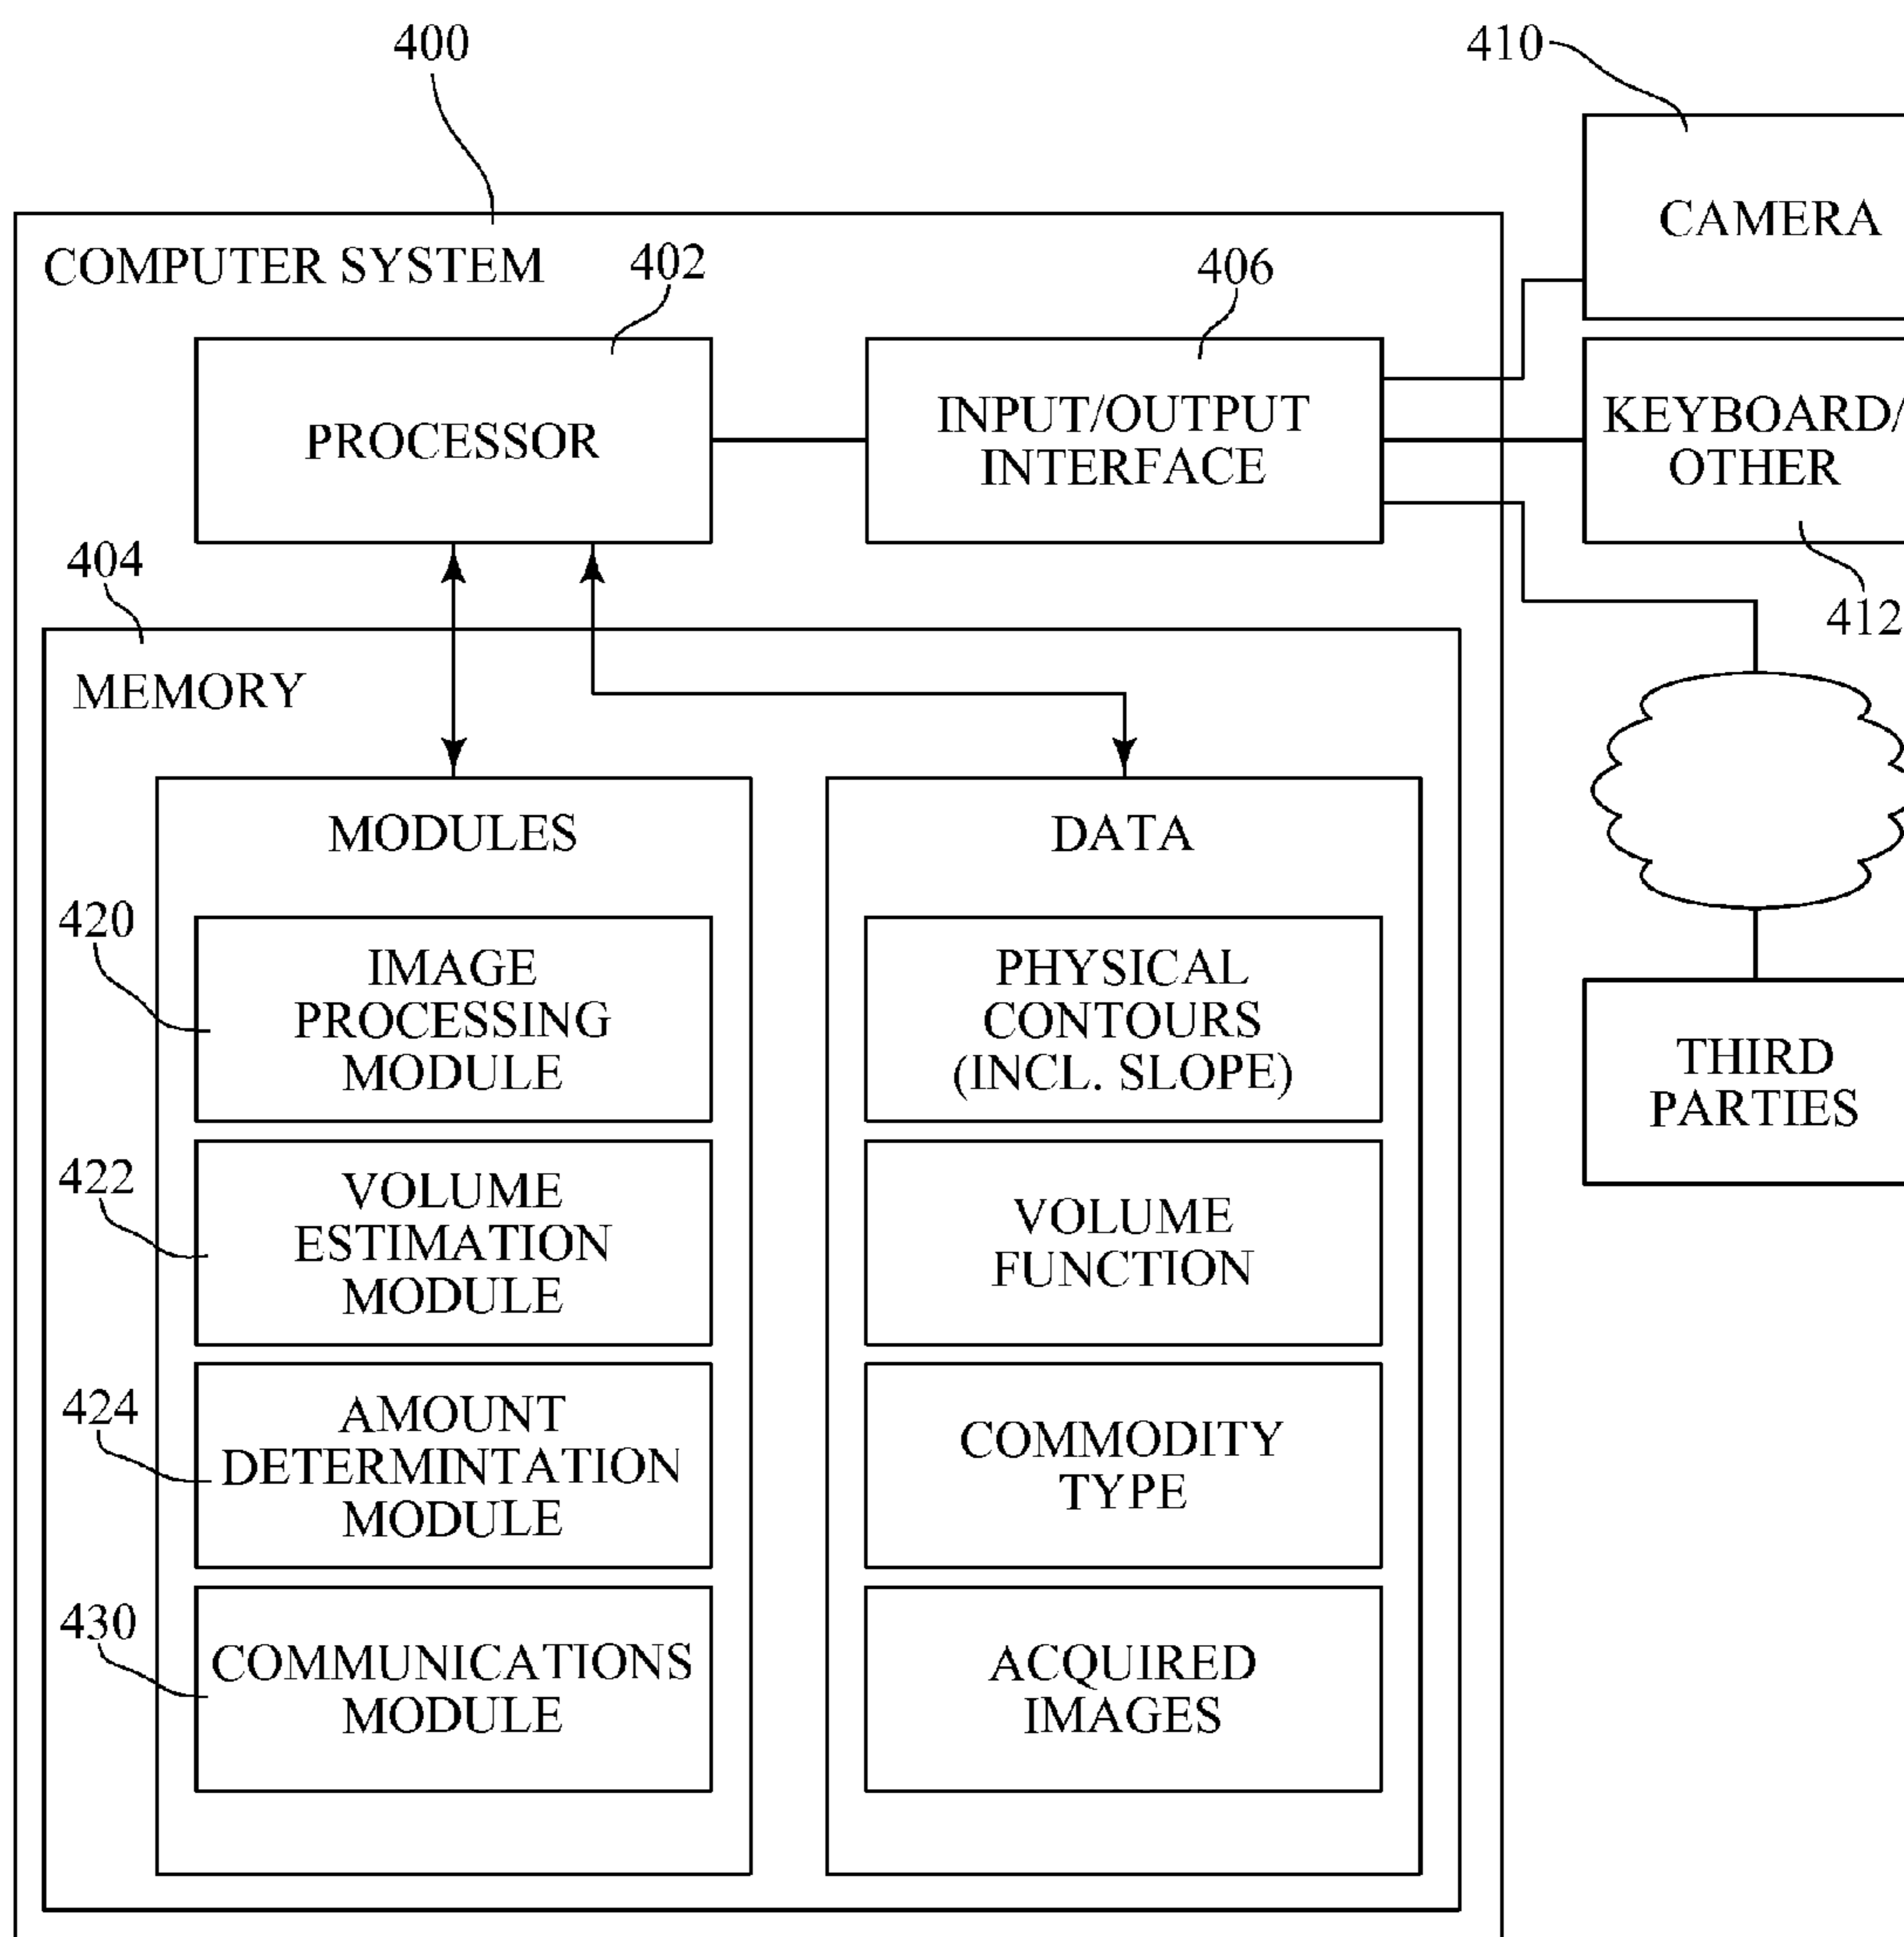 400
410
CAMERA
COMPUTER SYSTEM
402
406
PROCESSOR
INPUT/OUTPUT
INTERFACE
KEYBOARD/
OTHER
412
404
MEMORY
MODULES
DATA
420
IMAGE
PROCESSING
MODULE
PHYSICAL
CONTOURS
(INCL. SLOPE)
THIRD
PARTIES
422
VOLUME
ESTIMATION
MODULE
VOLUME
FUNCTION
424
AMOUNT
DETERMINTATION
MODULE
COMMODITY
TYPE
430
COMMUNICATIONS
MODULE
ACQUIRED
IMAGES